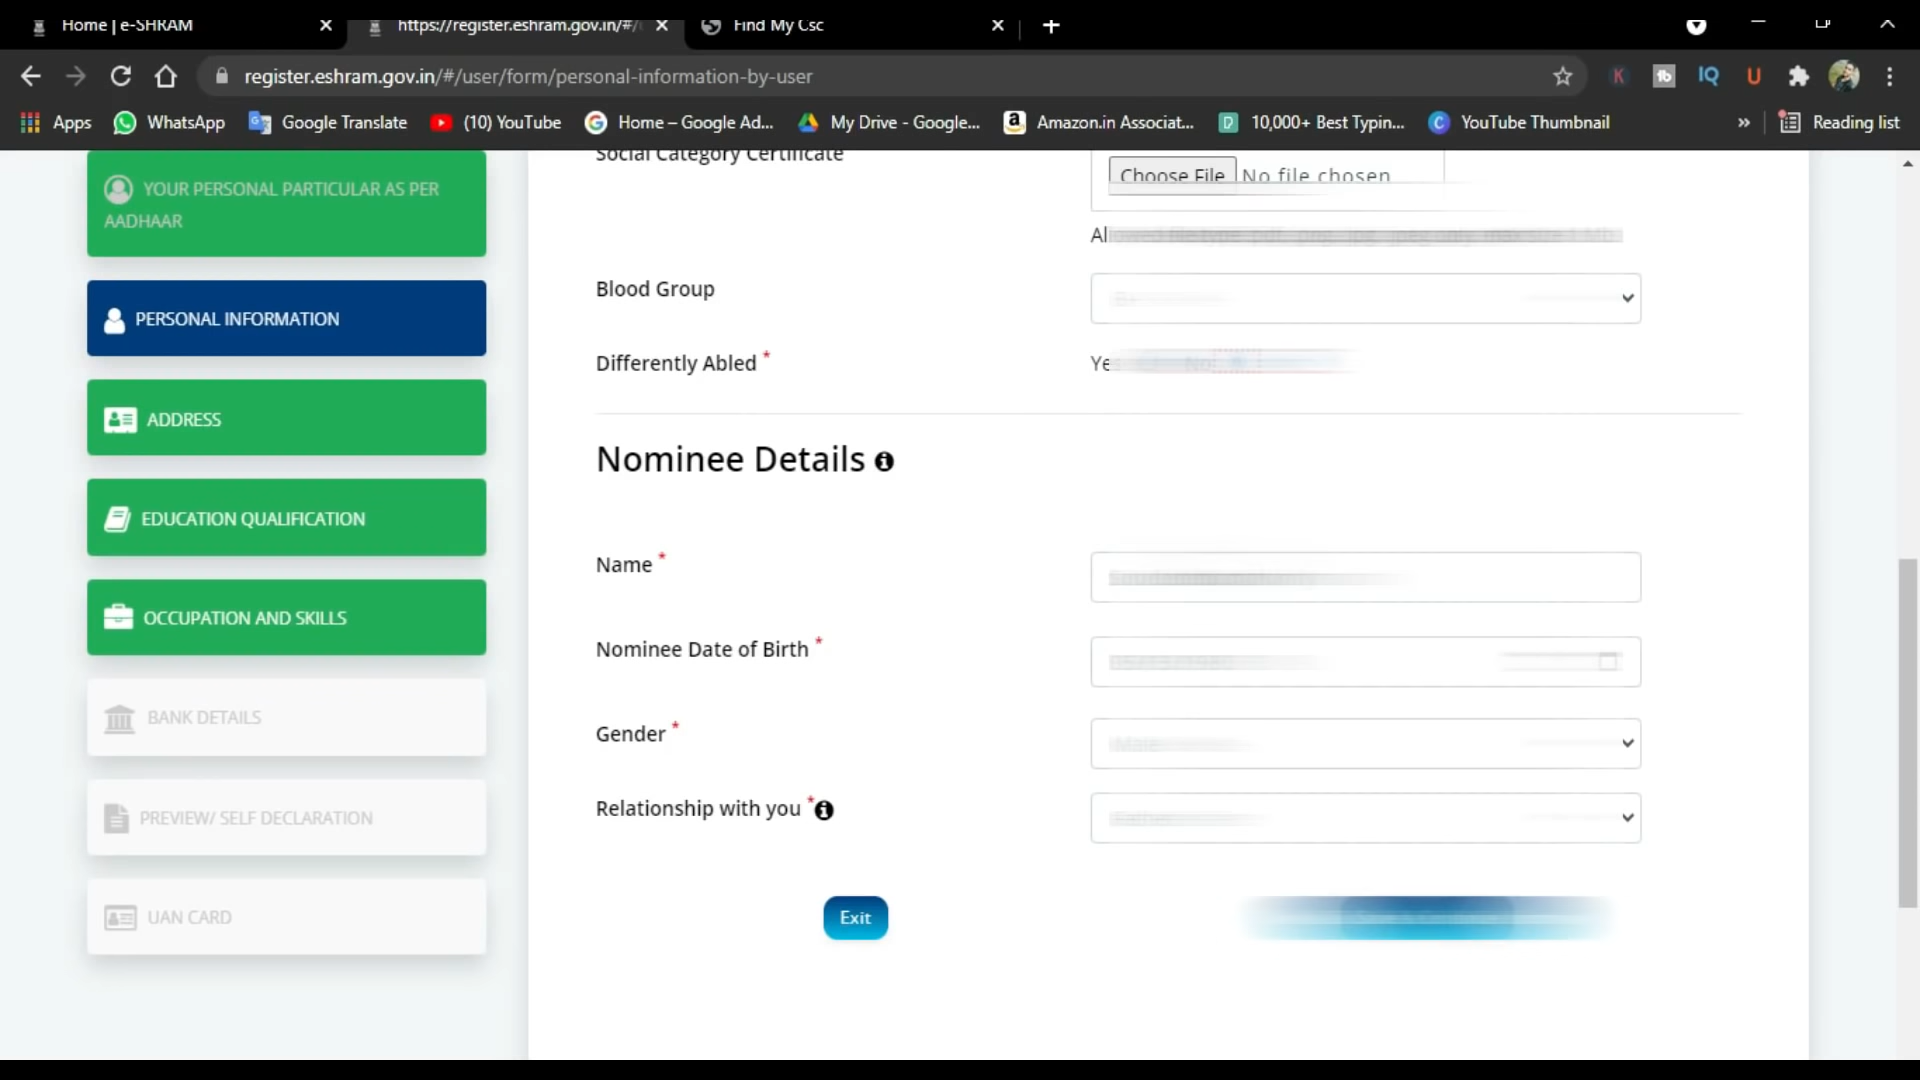 Home | e-SHRAM
https://register.eshram.gov.in/#/
Find My Csc
register.eshram.gov.in/#/user/form/personal-information-by-user
Apps
WhatsApp
Google Translate
(10) YouTube
Home – Google Ad...
My Drive - Google...
Amazon.in Associat...
10,000+ Best Typin...
YouTube Thumbnail
»
Reading list
YOUR PERSONAL PARTICULAR AS PER
AADHAAR
PERSONAL INFORMATION
ADDRESS
EDUCATION QUALIFICATION
OCCUPATION AND SKILLS
BANK DETAILS
PREVIEW/ SELF DECLARATION
UAN CARD
Social Category Certificate
Choose File No file chosen
Blood Group
Differently Abled *
Nominee Details
Name *
Nominee Date of Birth *
Gender *
Relationship with you *
Exit